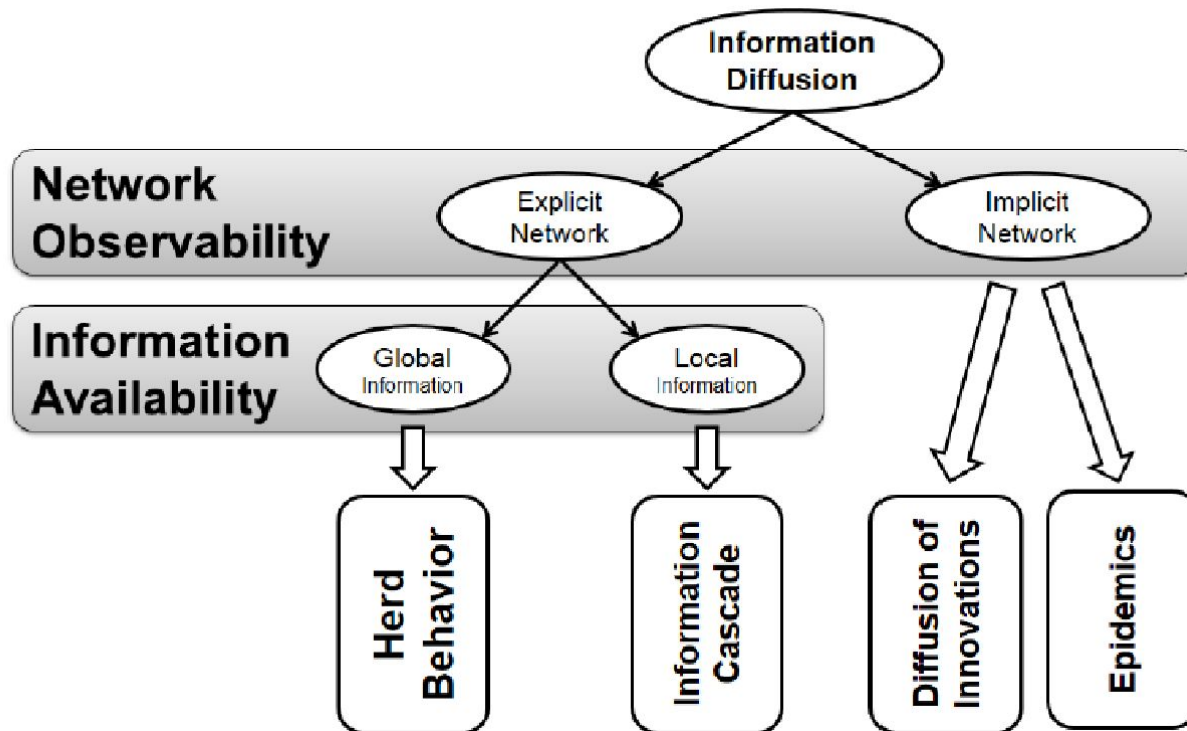 Information
Diffusion
Network
Observability
Explicit
Network
Implicit
Network
Information
Availability
Global
Information
Local
Information
Herd
Behavior
Information
Cascade
Diffusion of
Innovations
Epidemics